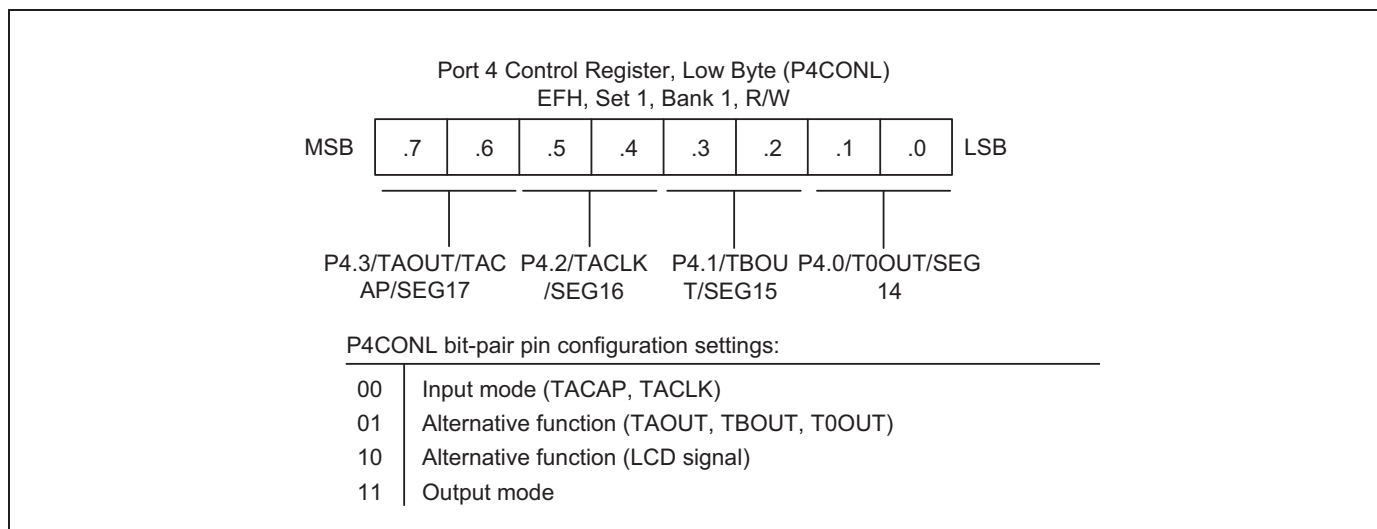 Port 4 Control Register, Low Byte (P4CONL)
EFH, Set 1, Bank 1, R/W
MSB .7 .6 .5 .4 .3 .2 .1 .0 LSB
P4.3/TAOUT/TAC P4.2/TACLK P4.1/TBOU P4.0/T0OUT/SEG
AP/SEG17 /SEG16 T/SEG15 14
P4CONL bit-pair pin configuration settings:
00 Input mode (TACAP, TACLK)
01 Alternative function (TAOUT, TBOUT, T0OUT)
10 Alternative function (LCD signal)
11 Output mode